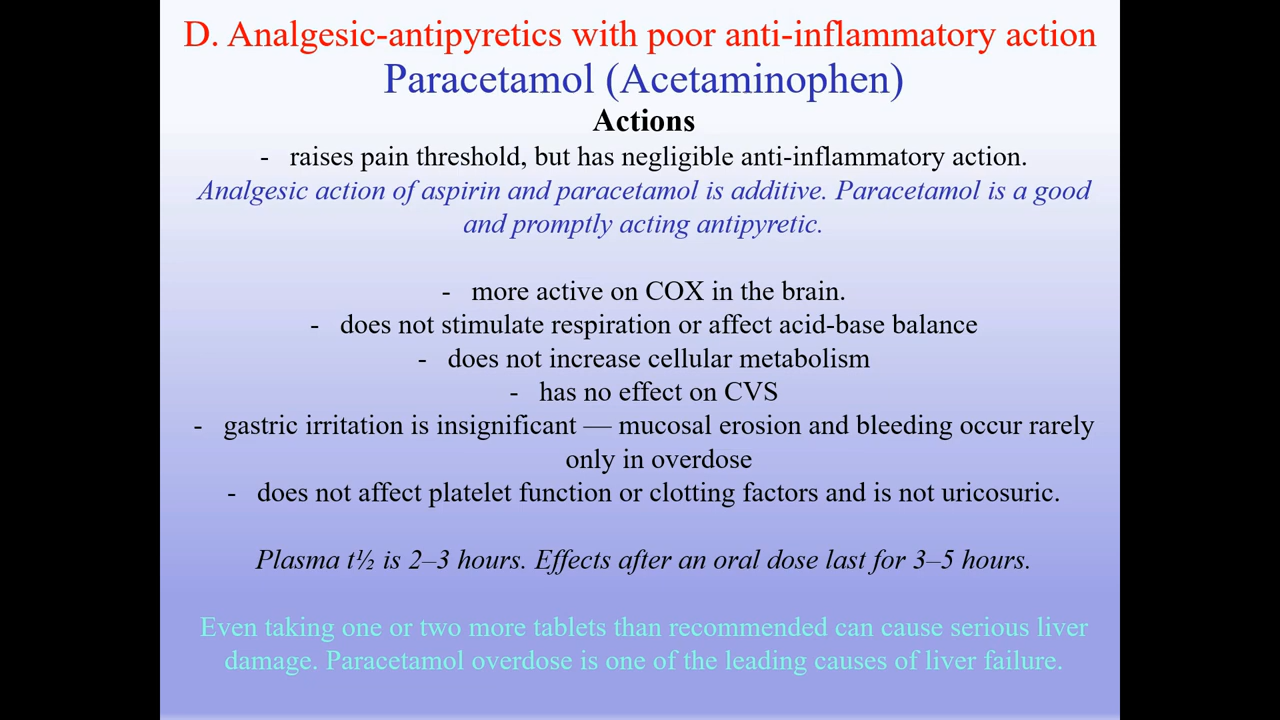 D. Analgesic-antipyretics with poor anti-inflammatory action
Paracetamol (Acetaminophen)
Actions
- raises pain threshold, but has negligible anti-inflammatory action.
Analgesic action of aspirin and paracetamol is additive. Paracetamol is a good
and promptly acting antipyretic.
- more active on COX in the brain.
- does not stimulate respiration or affect acid-base balance
- does not increase cellular metabolism
- has no effect on CVS
- gastric irritation is insignificant — mucosal erosion and bleeding occur rarely
only in overdose
- does not affect platelet function or clotting factors and is not uricosuric.
Plasma t½ is 2–3 hours. Effects after an oral dose last for 3–5 hours.
Even taking one or two more tablets than recommended can cause serious liver
damage. Paracetamol overdose is one of the leading causes of liver failure.